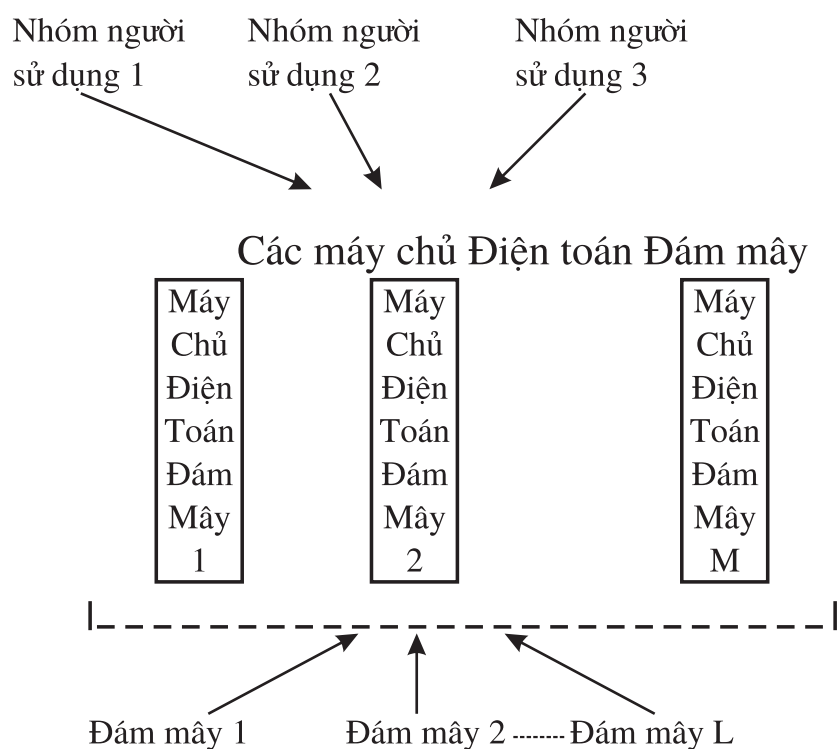 Nhóm người
sử dụng 1
Nhóm người
sử dụng 2
Nhóm người
sử dụng 3
Các máy chủ Điện toán Đám mây
Máy
Chủ
Điện
Toán
Đám
Mây
1
Máy
Chủ
Điện
Toán
Đám
Mây
2
Máy
Chủ
Điện
Toán
Đám
Mây
M
Đám mây 1
Đám mây 2 -------- Đám mây L